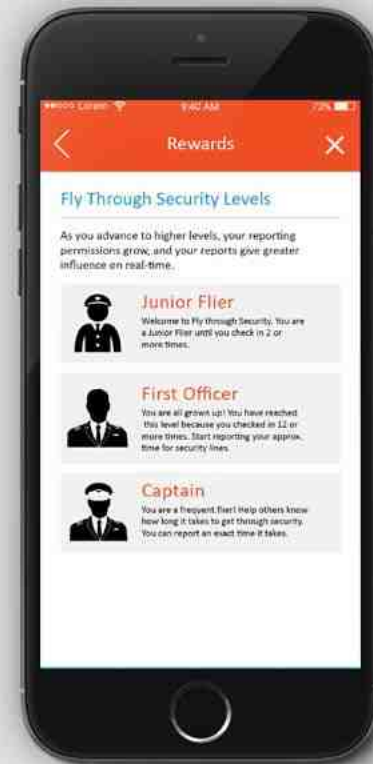 Lorem 9:40 AM 73%
Rewards
Fly Through Security Levels
As you advance to higher levels, your reporting
permissions grow, and your reports give greater
influence on real-time.
Junior Flier
Welcome to Fly through Security. You are
a Junior Flier until you check in 2 or
more times.
First Officer
You are all grown up! You have reached
this level because you checked in 12 or
more times. Start reporting your approx.
time for security lines.
Captain
You are a frequent flier! Help others know
how long it takes to get through security.
You can report an exact time it takes.